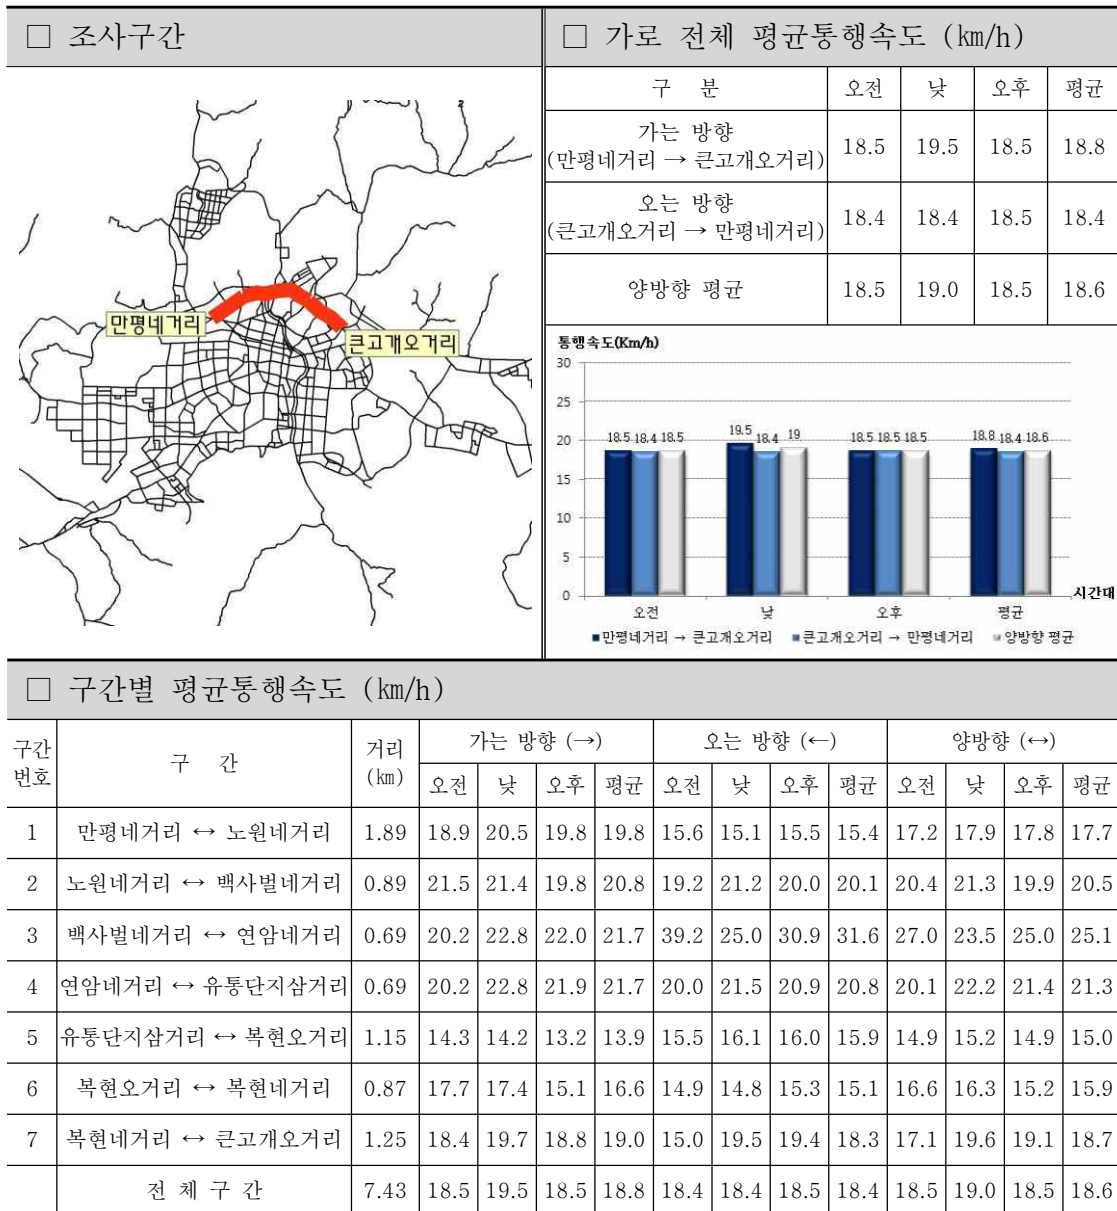 □ 조사구간
만평네거리
큰고개오거리
□ 가로 전체 평균통행속도 (㎞/h)
구 분 오전 낮 오후 평균
가는 방향
(만평네거리 → 큰고개오거리) 18.5 19.5 18.5 18.8
오는 방향
(큰고개오거리 → 만평네거리) 18.4 18.4 18.5 18.4
양방향 평균 18.5 19.0 18.5 18.6
통행속도(Km/h)
30
25
20
15
10
5
0
18.5 18.4 18.5
19.5 18.4 19
18.5 18.5 18.5
18.8 18.4 18.6
시간대
오전 낮 오후 평균
만평네거리 → 큰고개오거리 큰고개오거리 → 만평네거리 양방향 평균
□ 구간별 평균통행속도 (㎞/h)
구간 번호 구 간 거리 (㎞) 가는 방향 (→) 오는 방향 (←) 양방향 (↔)
오전 낮 오후 평균 오전 낮 오후 평균 오전 낮 오후 평균
1 만평네거리 ↔ 노원네거리 1.89 18.9 20.5 19.8 19.8 15.6 15.1 15.5 15.4 17.2 17.9 17.8 17.7
2 노원네거리 ↔ 백사벌네거리 0.89 21.5 21.4 19.8 20.8 19.2 21.2 20.0 20.1 20.4 21.3 19.9 20.5
3 백사벌네거리 ↔ 연암네거리 0.69 20.2 22.8 22.0 21.7 39.2 25.0 30.9 31.6 27.0 23.5 25.0 25.1
4 연암네거리 ↔ 유통단지삼거리 0.69 20.2 22.8 21.9 21.7 20.0 21.5 20.9 20.8 20.1 22.2 21.4 21.3
5 유통단지삼거리 ↔ 복현오거리 1.15 14.3 14.2 13.2 13.9 15.5 16.1 16.0 15.9 14.9 15.2 14.9 15.0
6 복현오거리 ↔ 복현네거리 0.87 17.7 17.4 15.1 16.6 14.9 14.8 15.3 15.1 16.6 16.3 15.2 15.9
7 복현네거리 ↔ 큰고개오거리 1.25 18.4 19.7 18.8 19.0 15.0 19.5 19.4 18.3 17.1 19.6 19.1 18.7
전 체 구 간 7.43 18.5 19.5 18.5 18.8 18.4 18.4 18.5 18.4 18.5 19.0 18.5 18.6